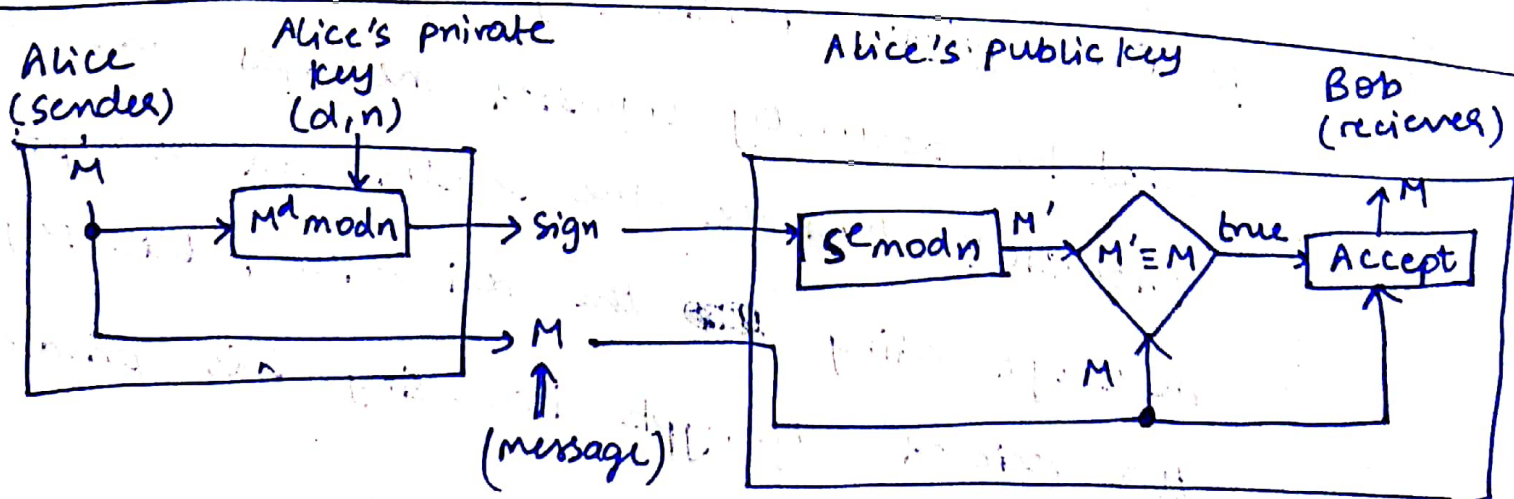 Alice
(sender)
Alice's private
key
(d,n)
Alice's public key
Bob
(reciever)
M
M^d mod n
sign
S^e mod n
M'
M' ≡ M
true
Accept
M
M
M
(message)